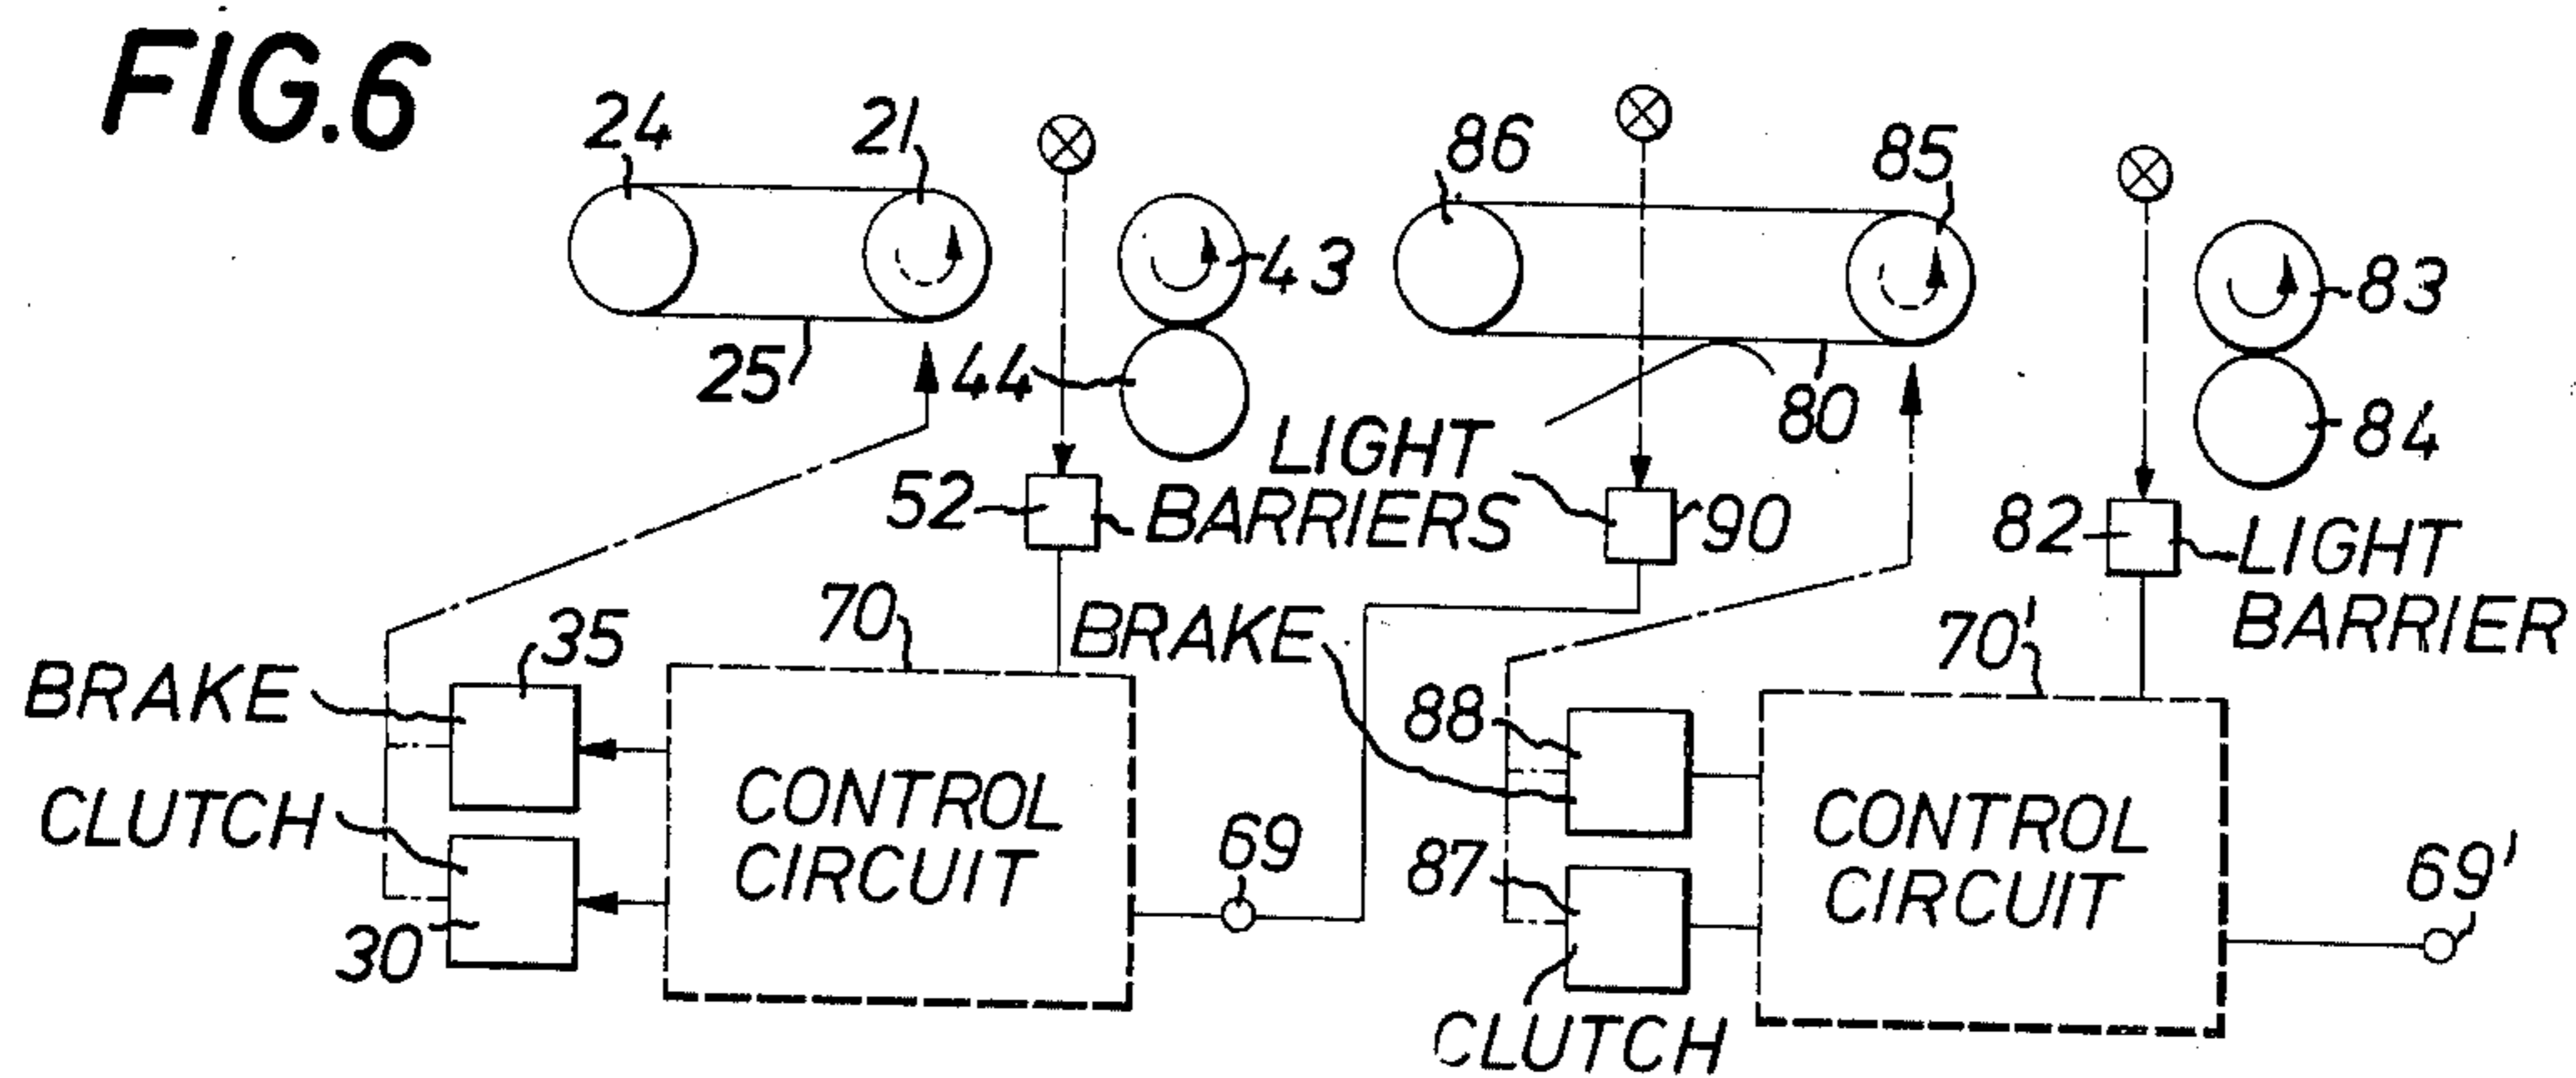 FIG.6
24
21
86
85
43
83
25
44
80
84
LIGHT
BARRIERS
52
90
82
LIGHT
BARRIER
35
70
BRAKE
70'
BRAKE
88
CLUTCH
CONTROL
CIRCUIT
CONTROL
CIRCUIT
69
87
69'
30
CLUTCH